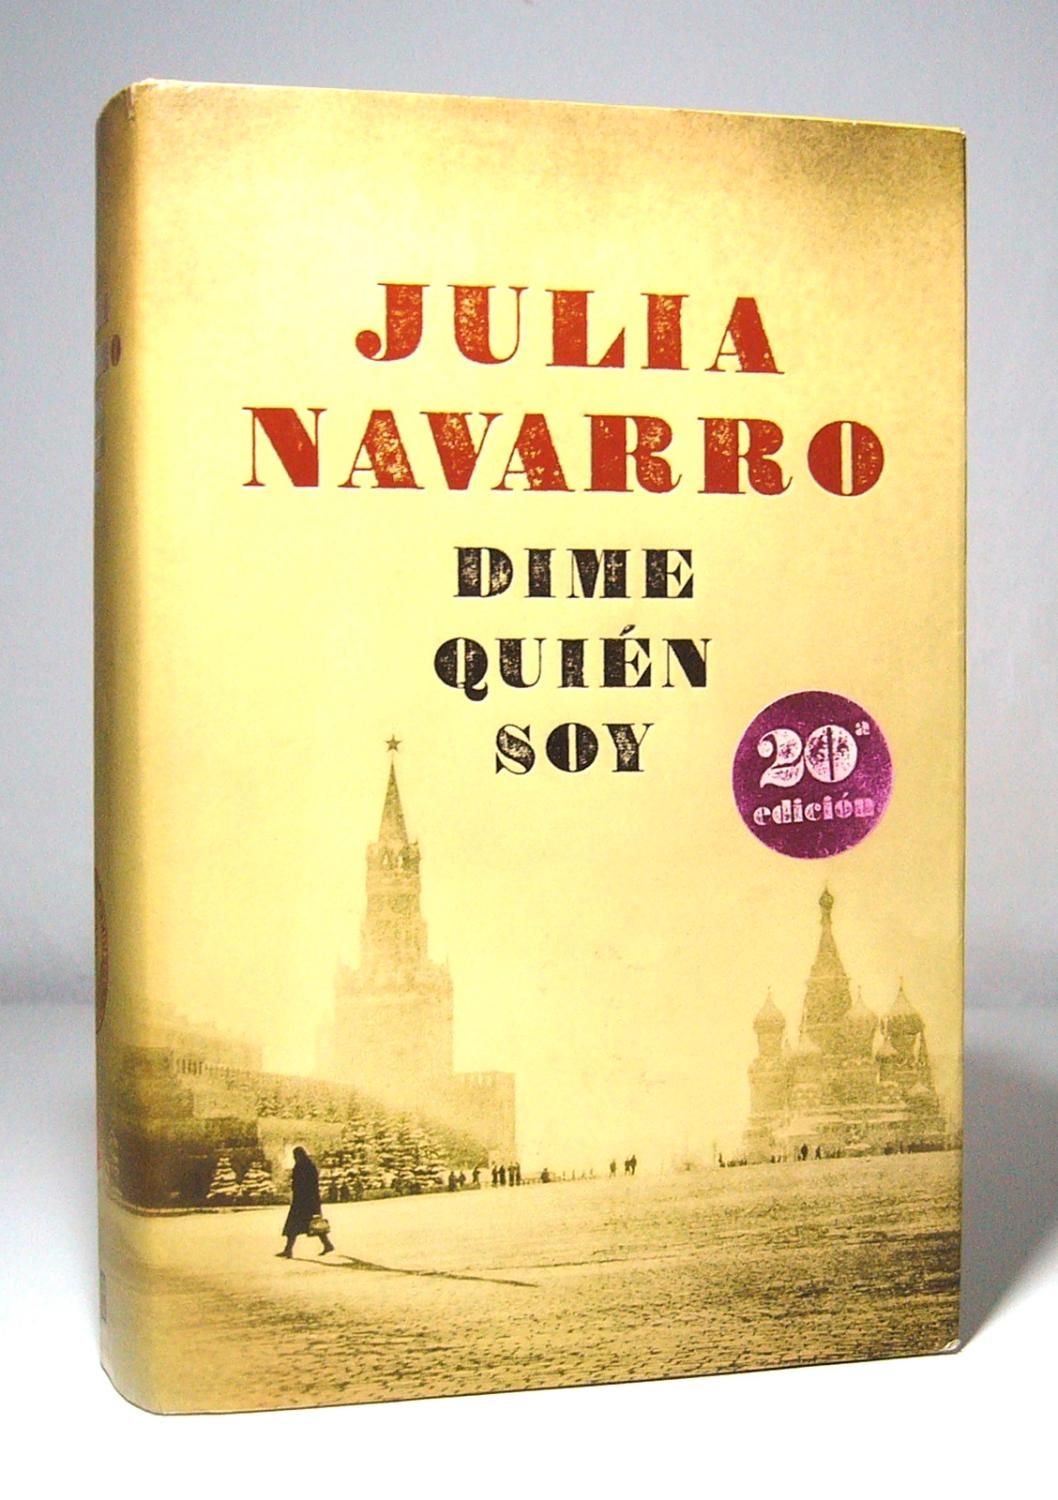 JULIA
NAVARRO
DIME
QUIÉN
SOY
20ª
edición